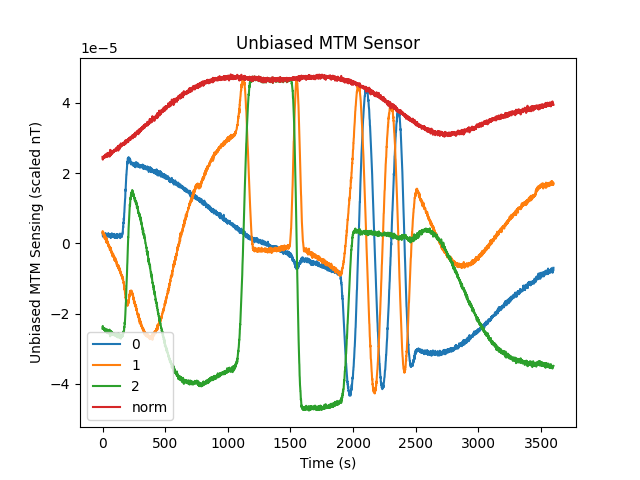 Unbiased MTM Sensor
1e−5
4
2
0
−2
−4
Unbiased MTM Sensing (scaled nT)
0
1
2
norm
0 500 1000 1500 2000 2500 3000 3500
Time (s)